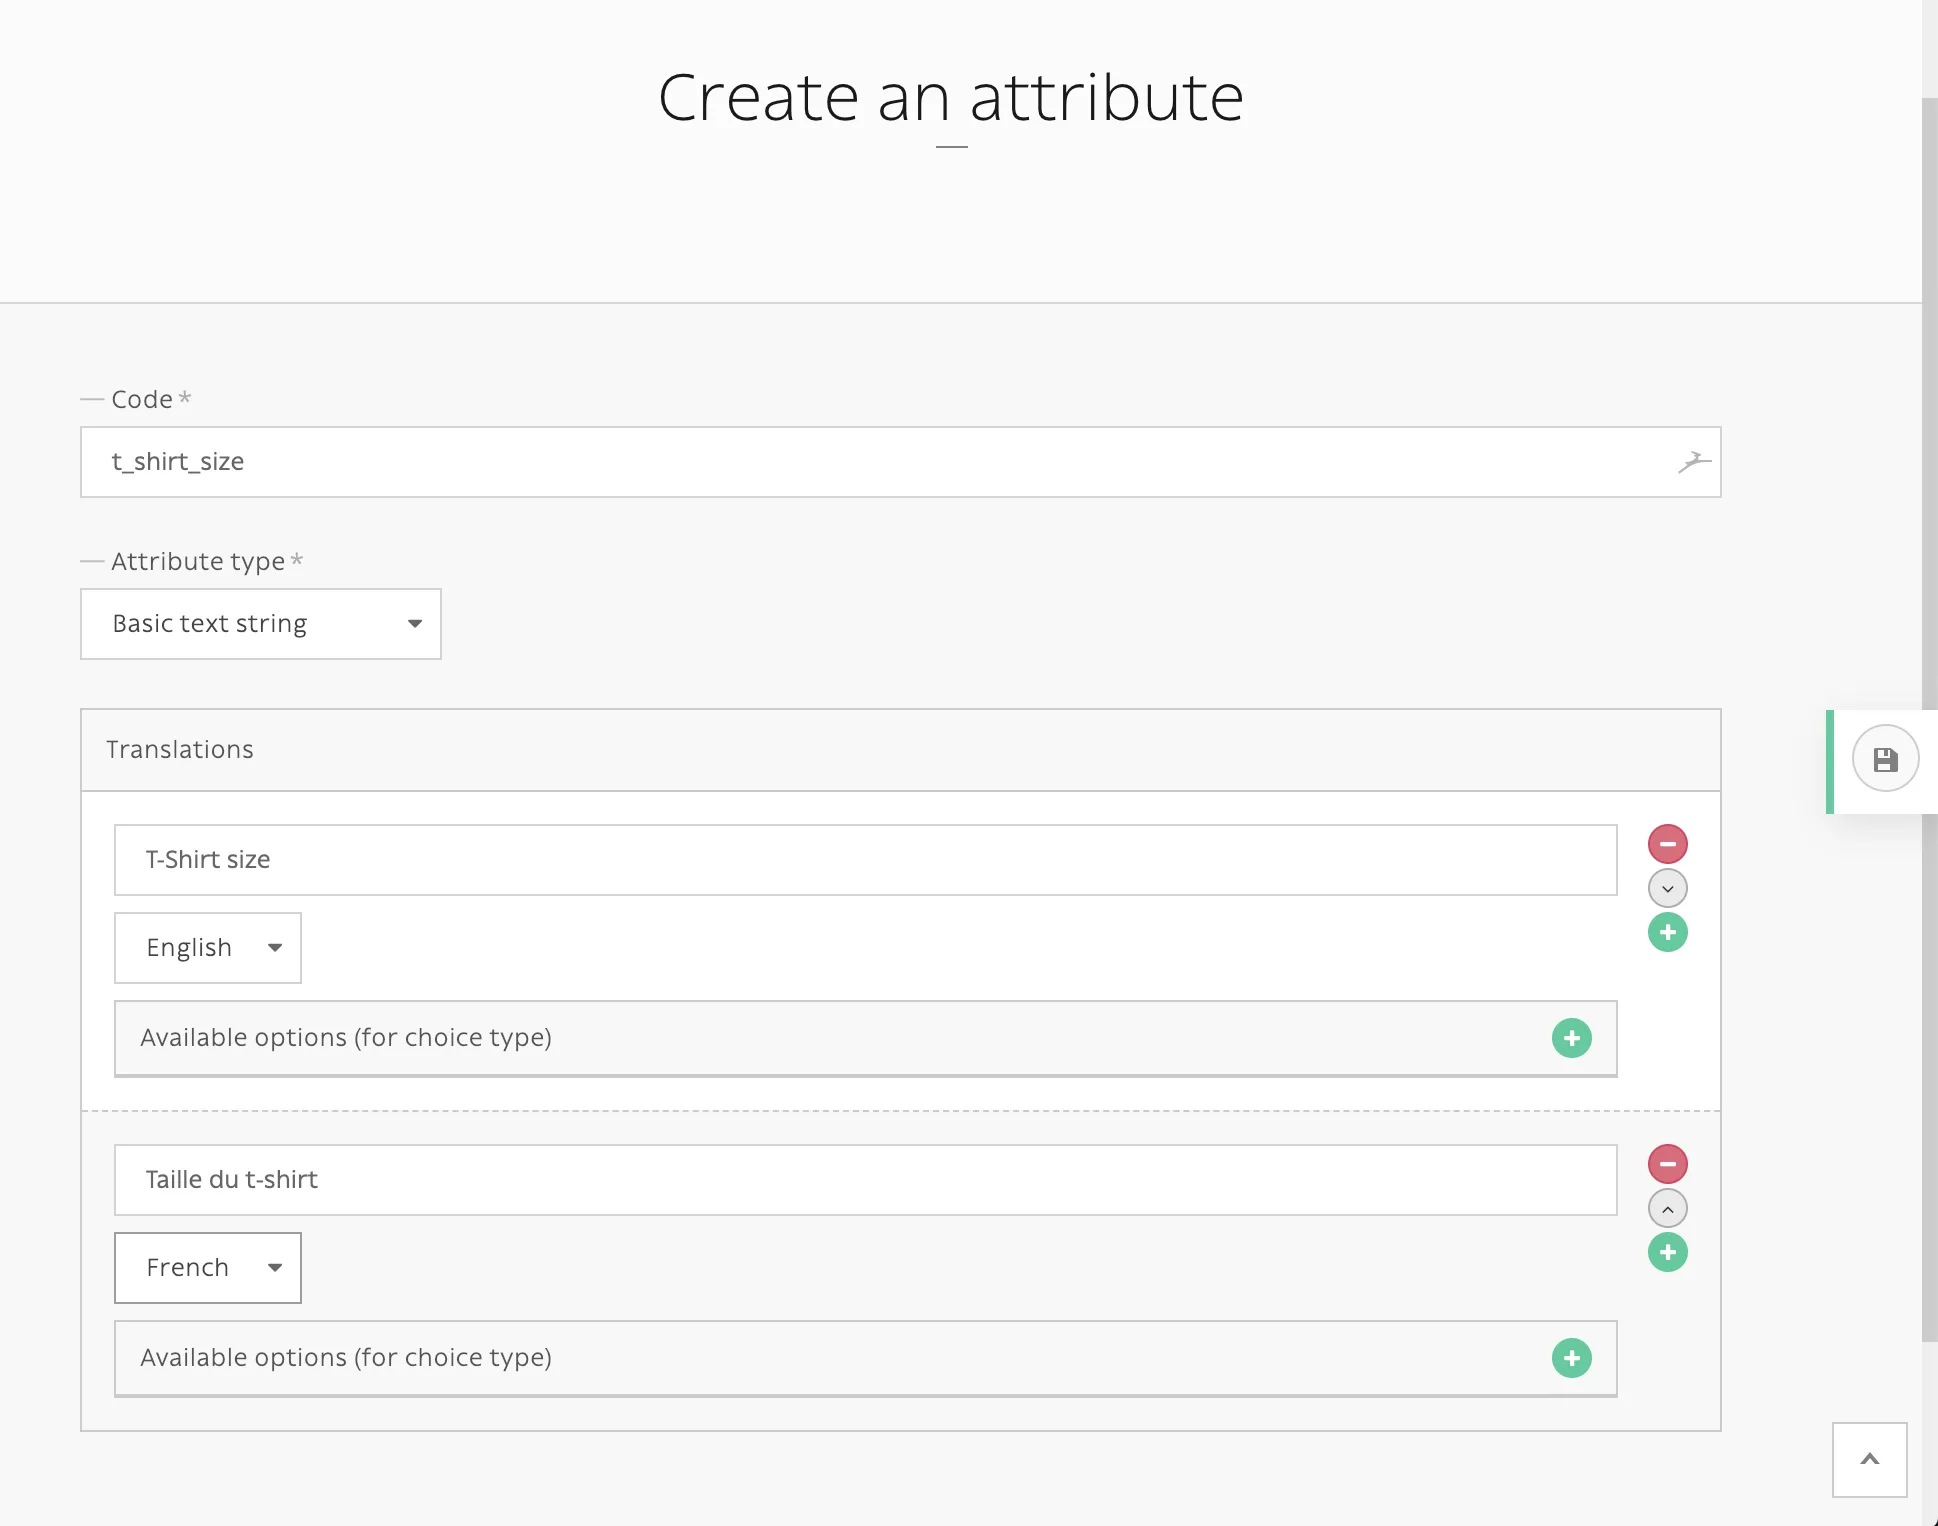 Create an attribute
Code *
t_shirt_size
Attribute type *
Basic text string
Translations
T-Shirt size
English
Available options (for choice type)
Taille du t-shirt
French
Available options (for choice type)